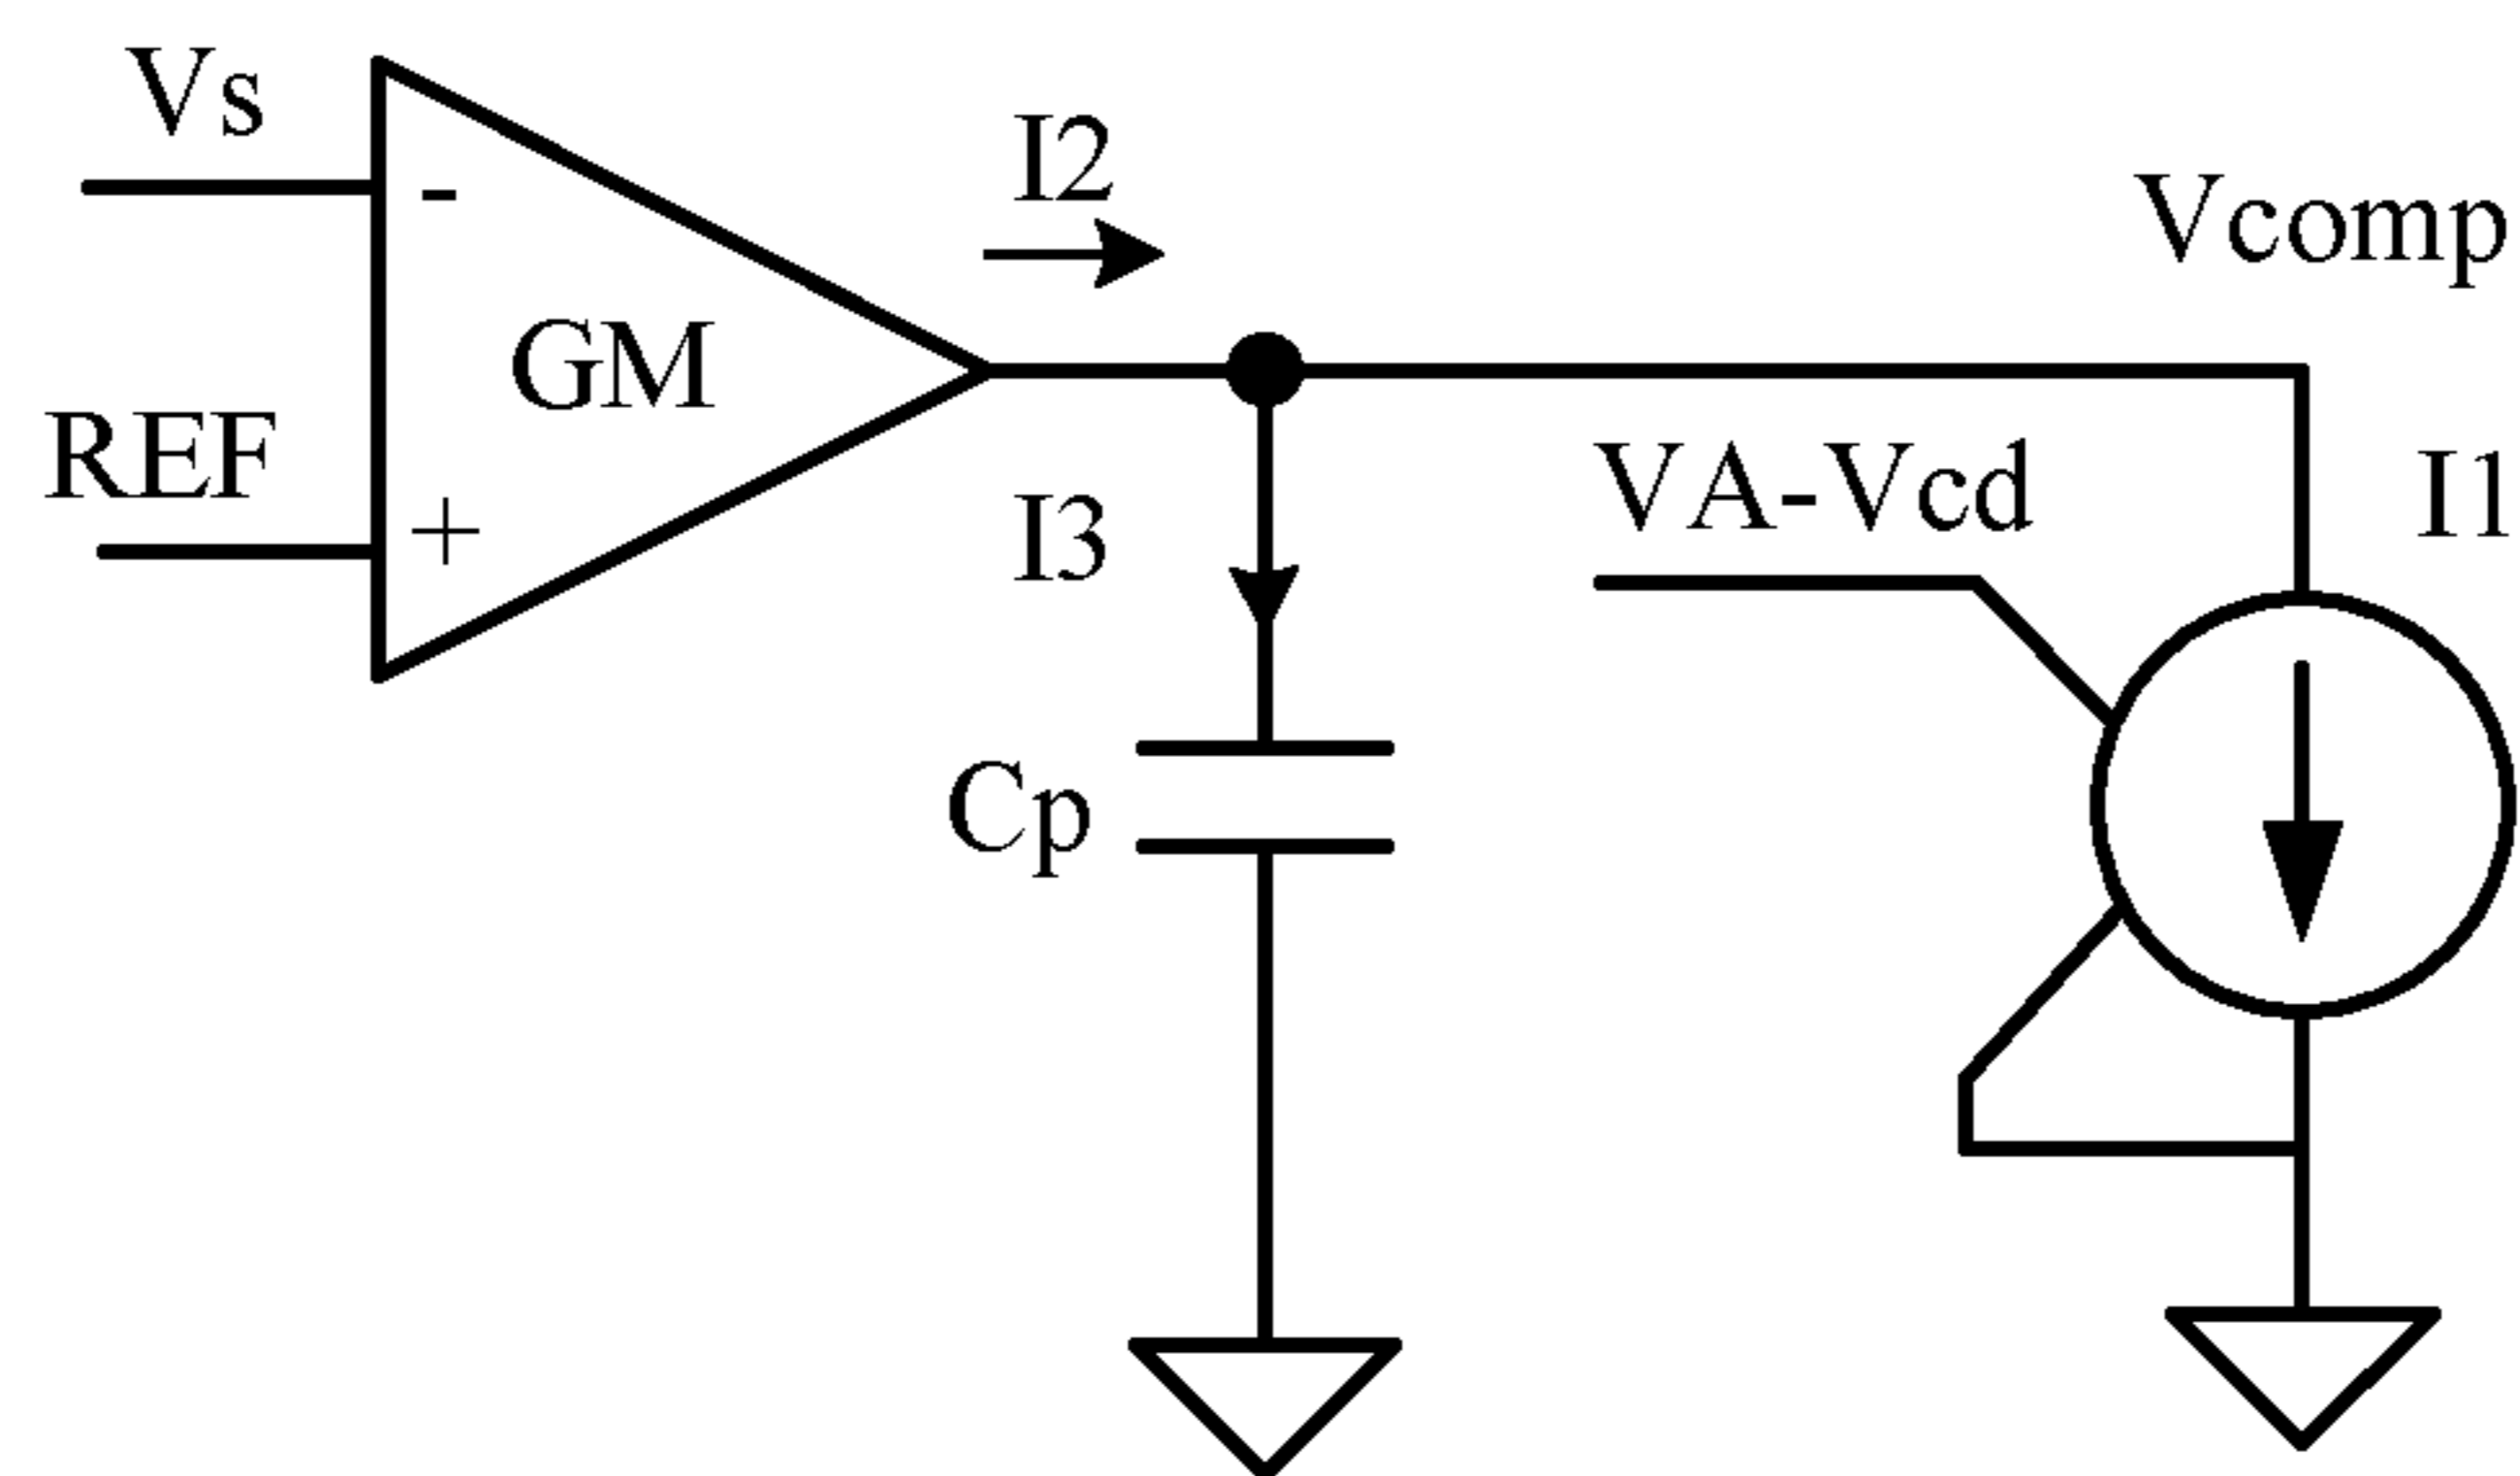 Vs
I2
Vcomp
-
GM
REF
+
I3
VA-Vcd
I1
Cp